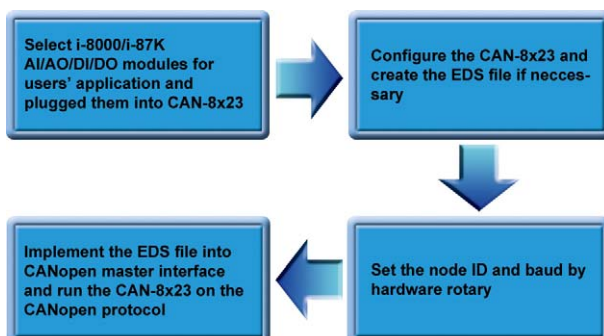 Select i-8000/i-87K
AI/AO/DI/DO modules for
users' application and
plugged them into CAN-8x23
Configure the CAN-8x23 and
create the EDS file if necces-
sary
Set the node ID and baud by
hardware rotary
Implement the EDS file into
CANopen master interface
and run the CAN-8x23 on the
CANopen protocol